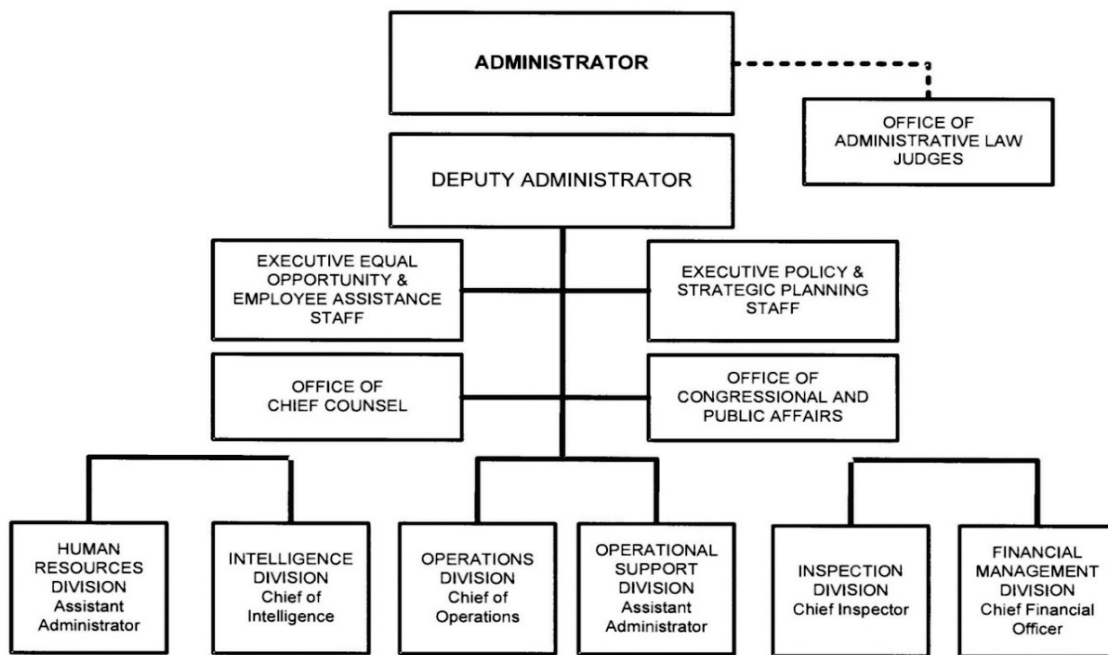 ADMINISTRATOR
OFFICE OF
ADMINISTRATIVE LAW
JUDGES
DEPUTY ADMINISTRATOR
EXECUTIVE EQUAL
OPPORTUNITY &
EMPLOYEE ASSISTANCE
STAFF
EXECUTIVE POLICY &
STRATEGIC PLANNING
STAFF
OFFICE OF
CHIEF COUNSEL
OFFICE OF
CONGRESSIONAL AND
PUBLIC AFFAIRS
HUMAN
RESOURCES
DIVISION
Assistant
Administrator
INTELLIGENCE
DIVISION
Chief of
Intelligence
OPERATIONS
DIVISION
Chief of
Operations
OPERATIONAL
SUPPORT
DIVISION
Assistant
Administrator
INSPECTION
DIVISION
Chief Inspector
FINANCIAL
MANAGEMENT
DIVISION
Chief Financial
Officer